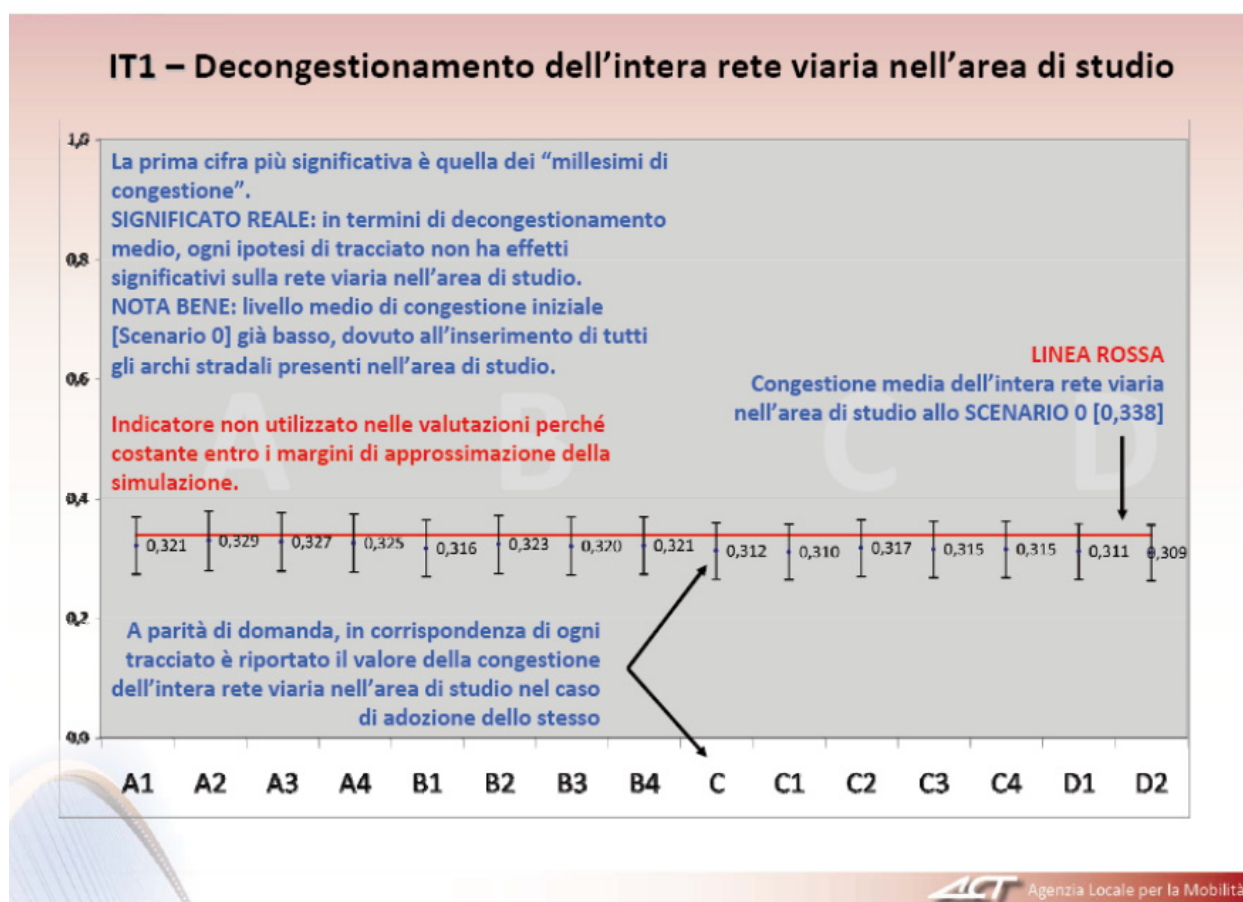 IT1 – Decongestionamento dell'intera rete viaria nell'area di studio
1,0
La prima cifra più significativa è quella dei "millesimi di
congestione".
SIGNIFICATO REALE: in termini di decongestionamento
medio, ogni ipotesi di tracciato non ha effetti
significativi sulla rete viaria nell'area di studio.
NOTA BENE: livello medio di congestione iniziale
[Scenario 0] già basso, dovuto all'inserimento di tutti
gli archi stradali presenti nell'area di studio.
0,8
0,6
LINEA ROSSA
Congestione media dell'intera rete viaria
nell'area di studio allo SCENARIO 0 [0,338]
A B C D
Indicatore non utilizzato nelle valutazioni perché
costante entro i margini di approssimazione della
simulazione.
0,4
0,321 0,329 0,327 0,325 0,316 0,323 0,320 0,321 0,312 0,310 0,317 0,315 0,315 0,311 0,309
0,2
A parità di domanda, in corrispondenza di ogni
tracciato è riportato il valore della congestione
dell'intera rete viaria nell'area di studio nel caso
di adozione dello stesso
0,0
A1 A2 A3 A4 B1 B2 B3 B4 C C1 C2 C3 C4 D1 D2
ACT Agenzia Locale per la Mobilità